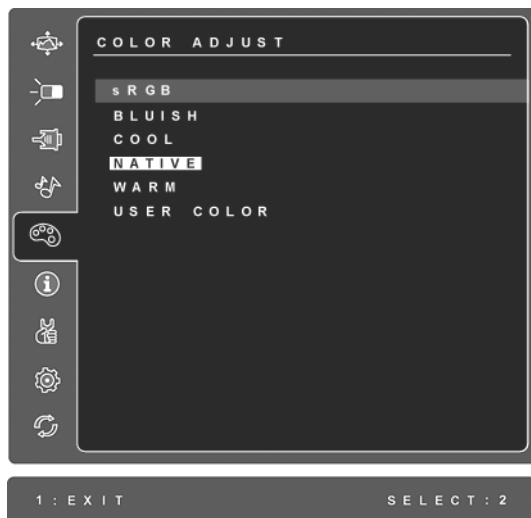 COLOR ADJUST
sRGB
BLUISH
COOL
NATIVE
WARM
USER COLOR
1:EXIT
SELECT:2